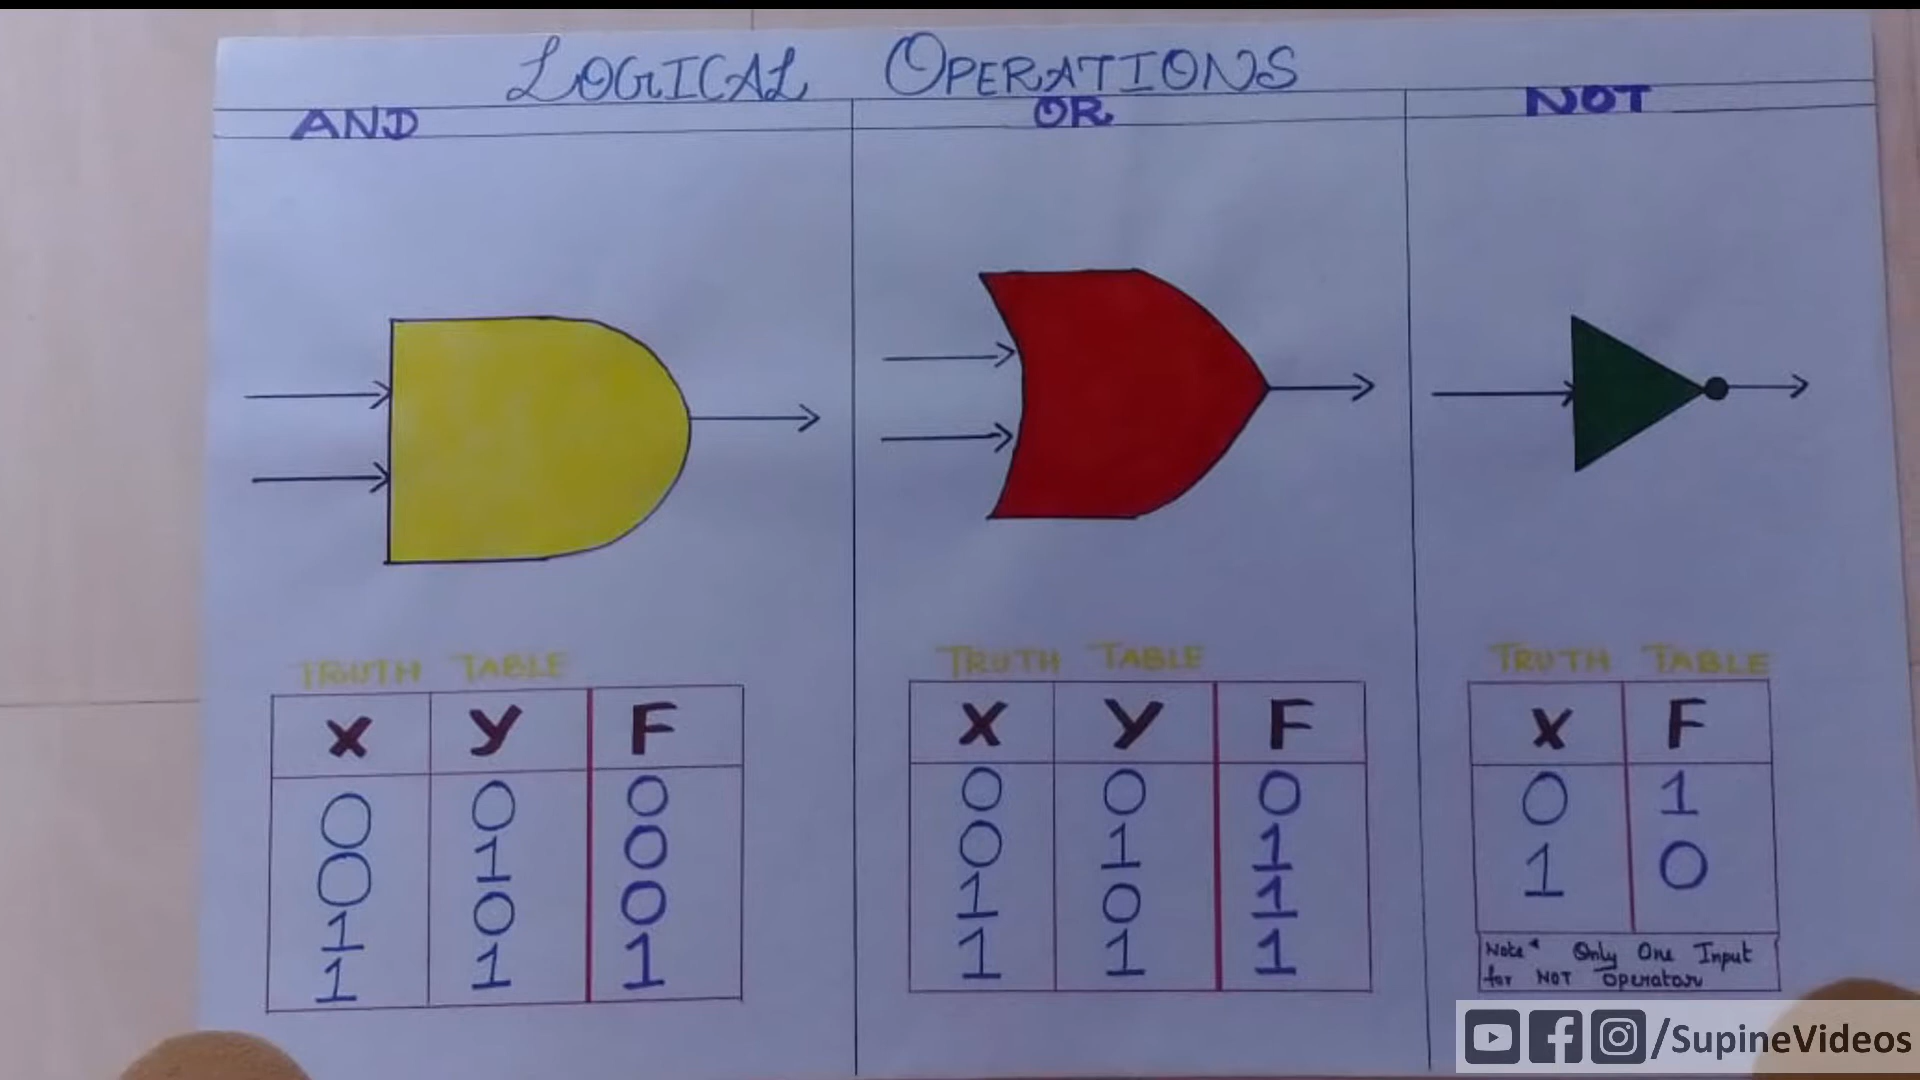 LOGICAL OPERATIONS
AND
OR
NOT
TRUTH TABLE
X Y F
0 0 0
0 1 0
1 0 0
1 1 1
TRUTH TABLE
X Y F
0 0 0
0 1 1
1 0 1
1 1 1
TRUTH TABLE
X F
0 1
1 0
Note* Only One Input
for NOT Operator
/SupineVideos